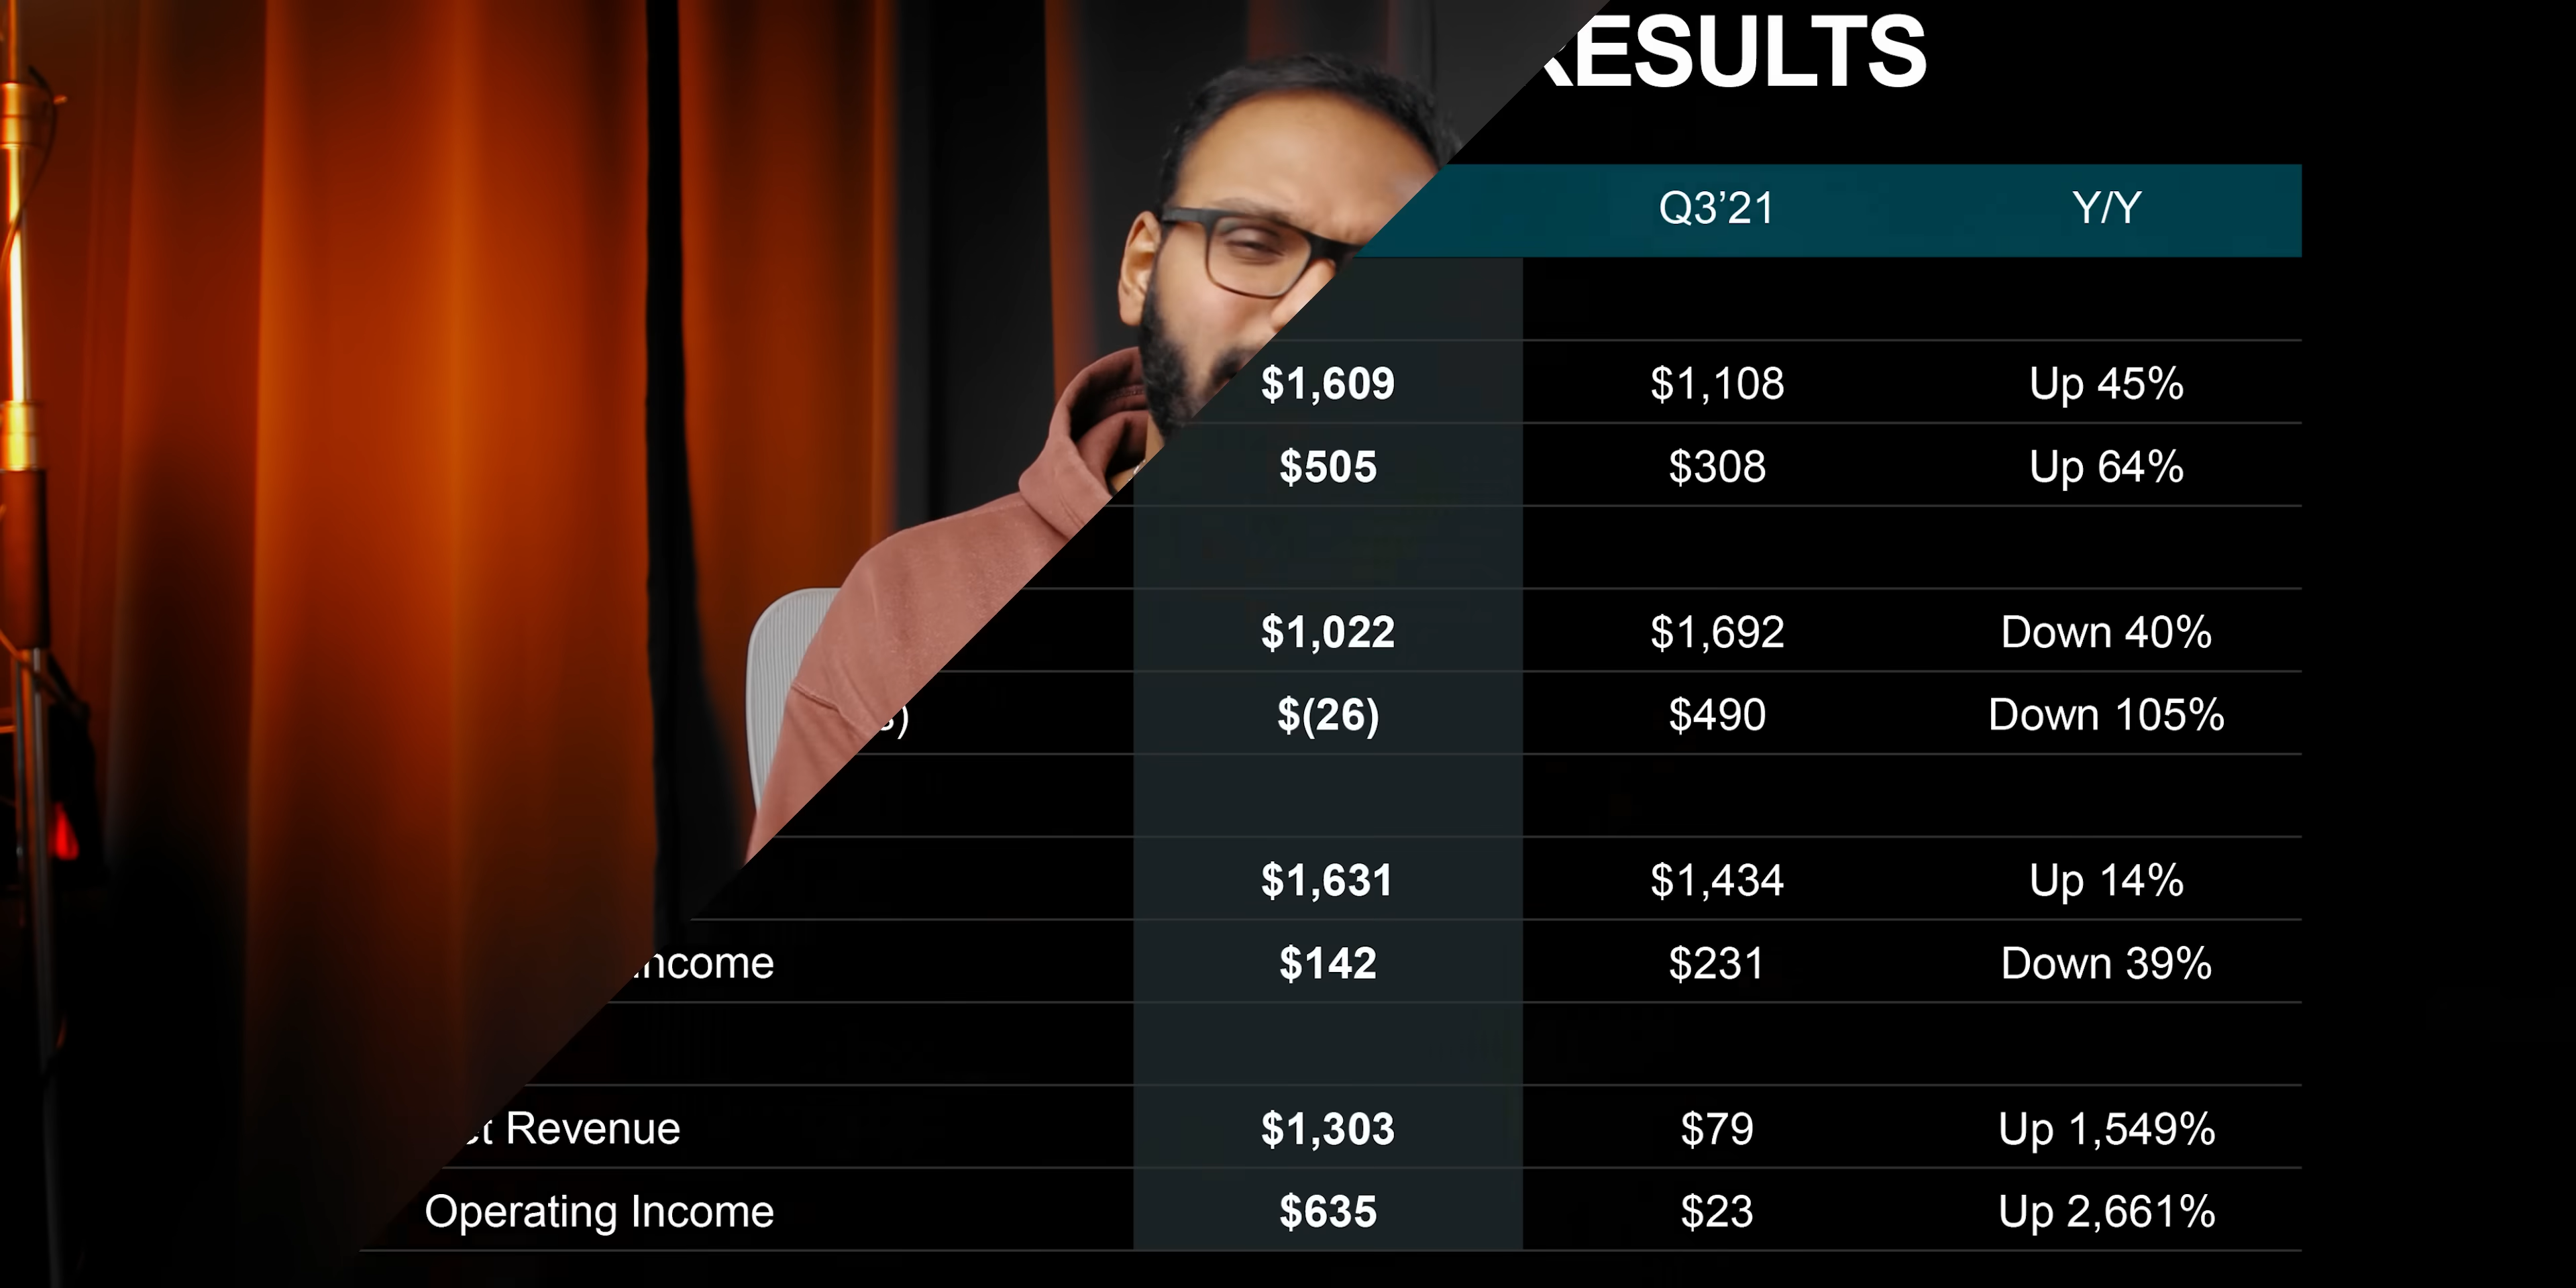 RESULTS
Q3’21 Y/Y
$1,609 $1,108 Up 45%
$505 $308 Up 64%
$1,022 $1,692 Down 40%
$(26) $490 Down 105%
$1,631 $1,434 Up 14%
Income $142 $231 Down 39%
Revenue $1,303 $79 Up 1,549%
Operating Income $635 $23 Up 2,661%